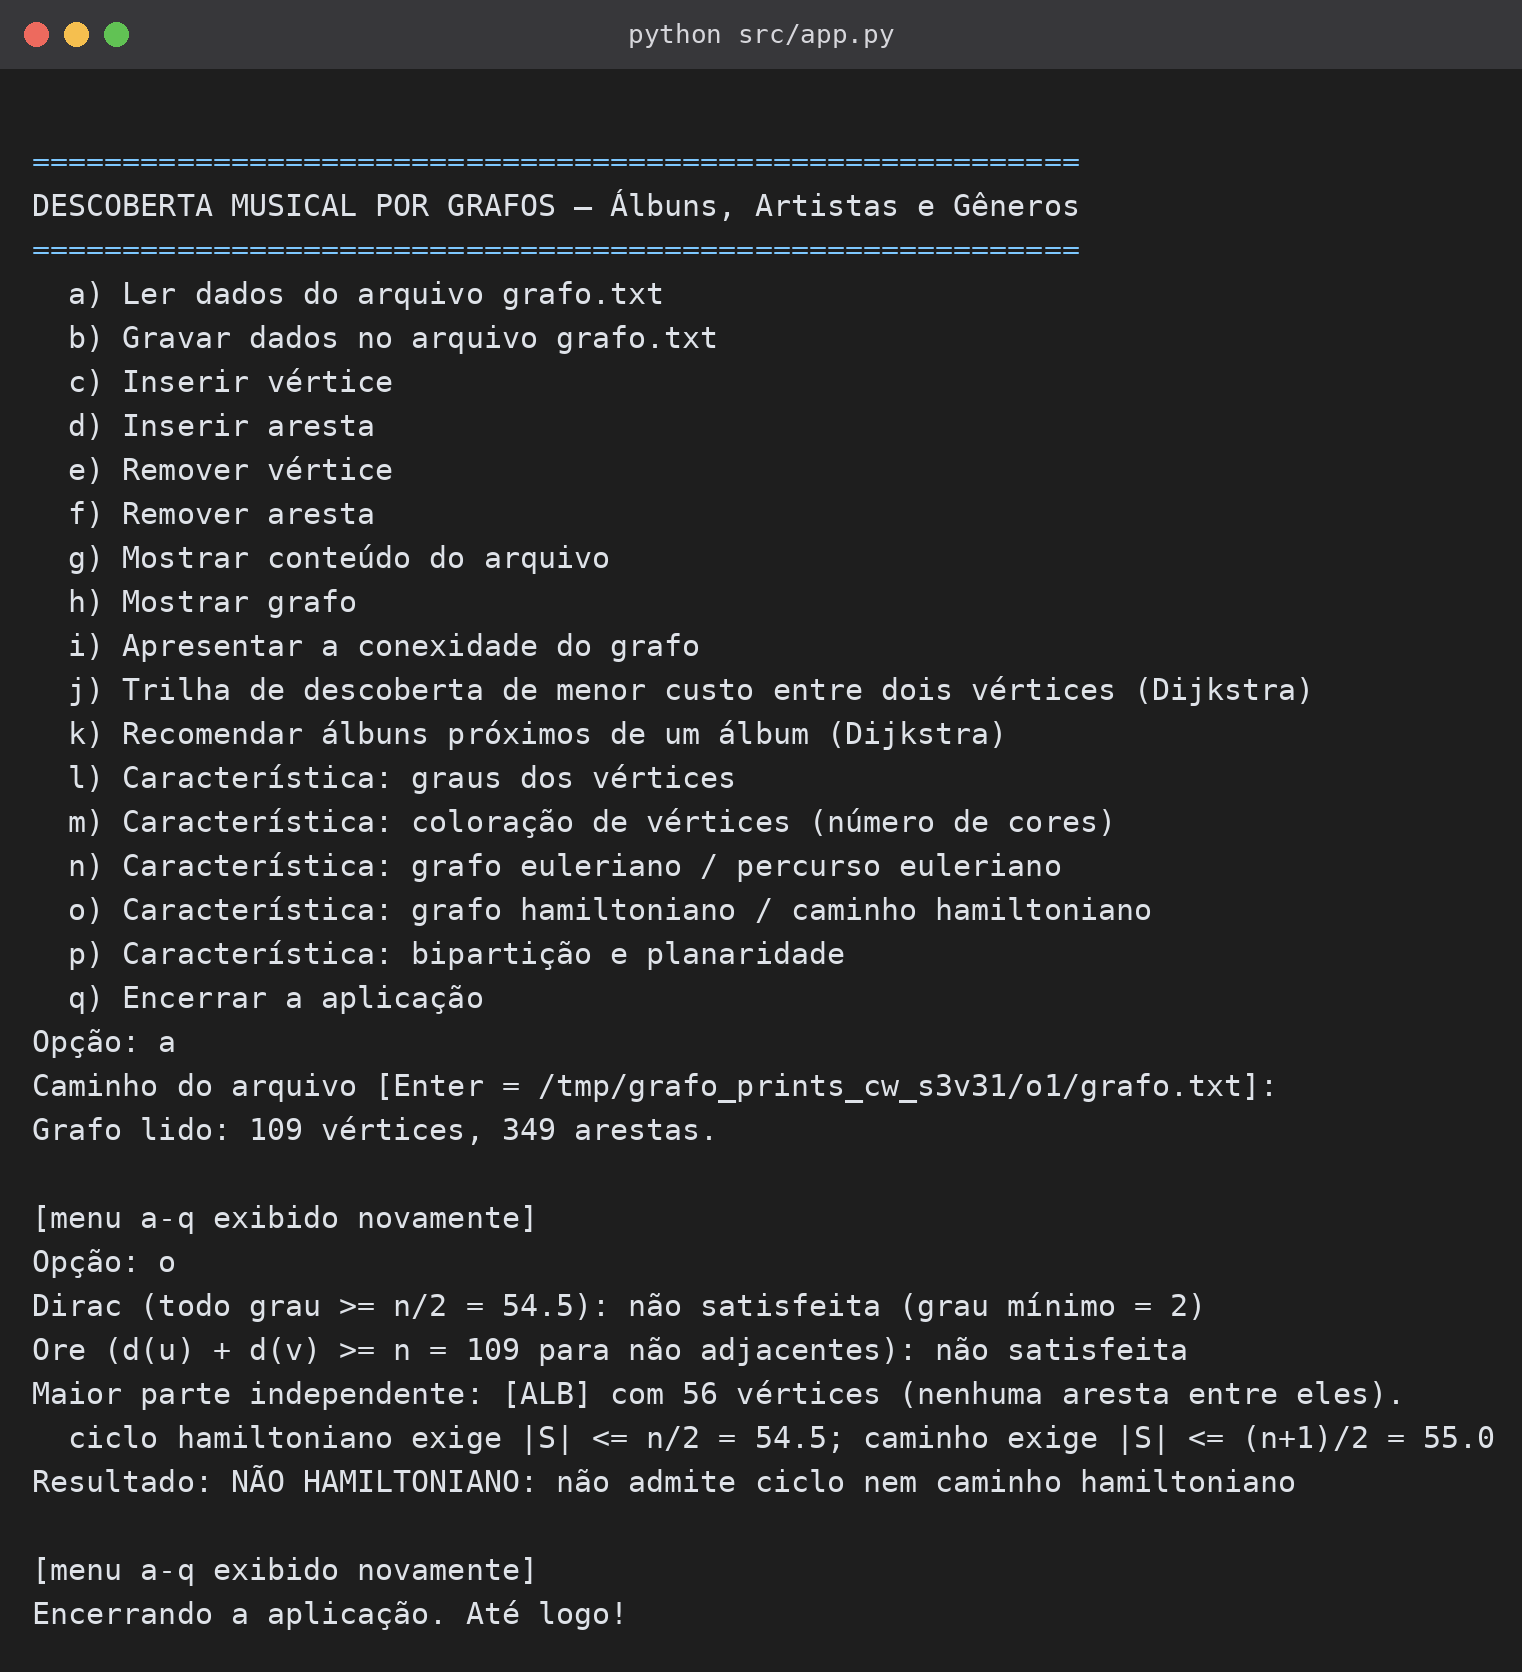 python src/app.py
==========================================================
DESCOBERTA MUSICAL POR GRAFOS — Álbuns, Artistas e Gêneros
==========================================================
  a) Ler dados do arquivo grafo.txt
  b) Gravar dados no arquivo grafo.txt
  c) Inserir vértice
  d) Inserir aresta
  e) Remover vértice
  f) Remover aresta
  g) Mostrar conteúdo do arquivo
  h) Mostrar grafo
  i) Apresentar a conexidade do grafo
  j) Trilha de descoberta de menor custo entre dois vértices (Dijkstra)
  k) Recomendar álbuns próximos de um álbum (Dijkstra)
  l) Característica: graus dos vértices
  m) Característica: coloração de vértices (número de cores)
  n) Característica: grafo euleriano / percurso euleriano
  o) Característica: grafo hamiltoniano / caminho hamiltoniano
  p) Característica: bipartição e planaridade
  q) Encerrar a aplicação
Opção: a
Caminho do arquivo [Enter = /tmp/grafo_prints_cw_s3v31/o1/grafo.txt]:
Grafo lido: 109 vértices, 349 arestas.
[menu a-q exibido novamente]
Opção: o
Dirac (todo grau >= n/2 = 54.5): não satisfeita (grau mínimo = 2)
Ore (d(u) + d(v) >= n = 109 para não adjacentes): não satisfeita
Maior parte independente: [ALB] com 56 vértices (nenhuma aresta entre eles).
  ciclo hamiltoniano exige |S| <= n/2 = 54.5; caminho exige |S| <= (n+1)/2 = 55.0
Resultado: NÃO HAMILTONIANO: não admite ciclo nem caminho hamiltoniano
[menu a-q exibido novamente]
Encerrando a aplicação. Até logo!